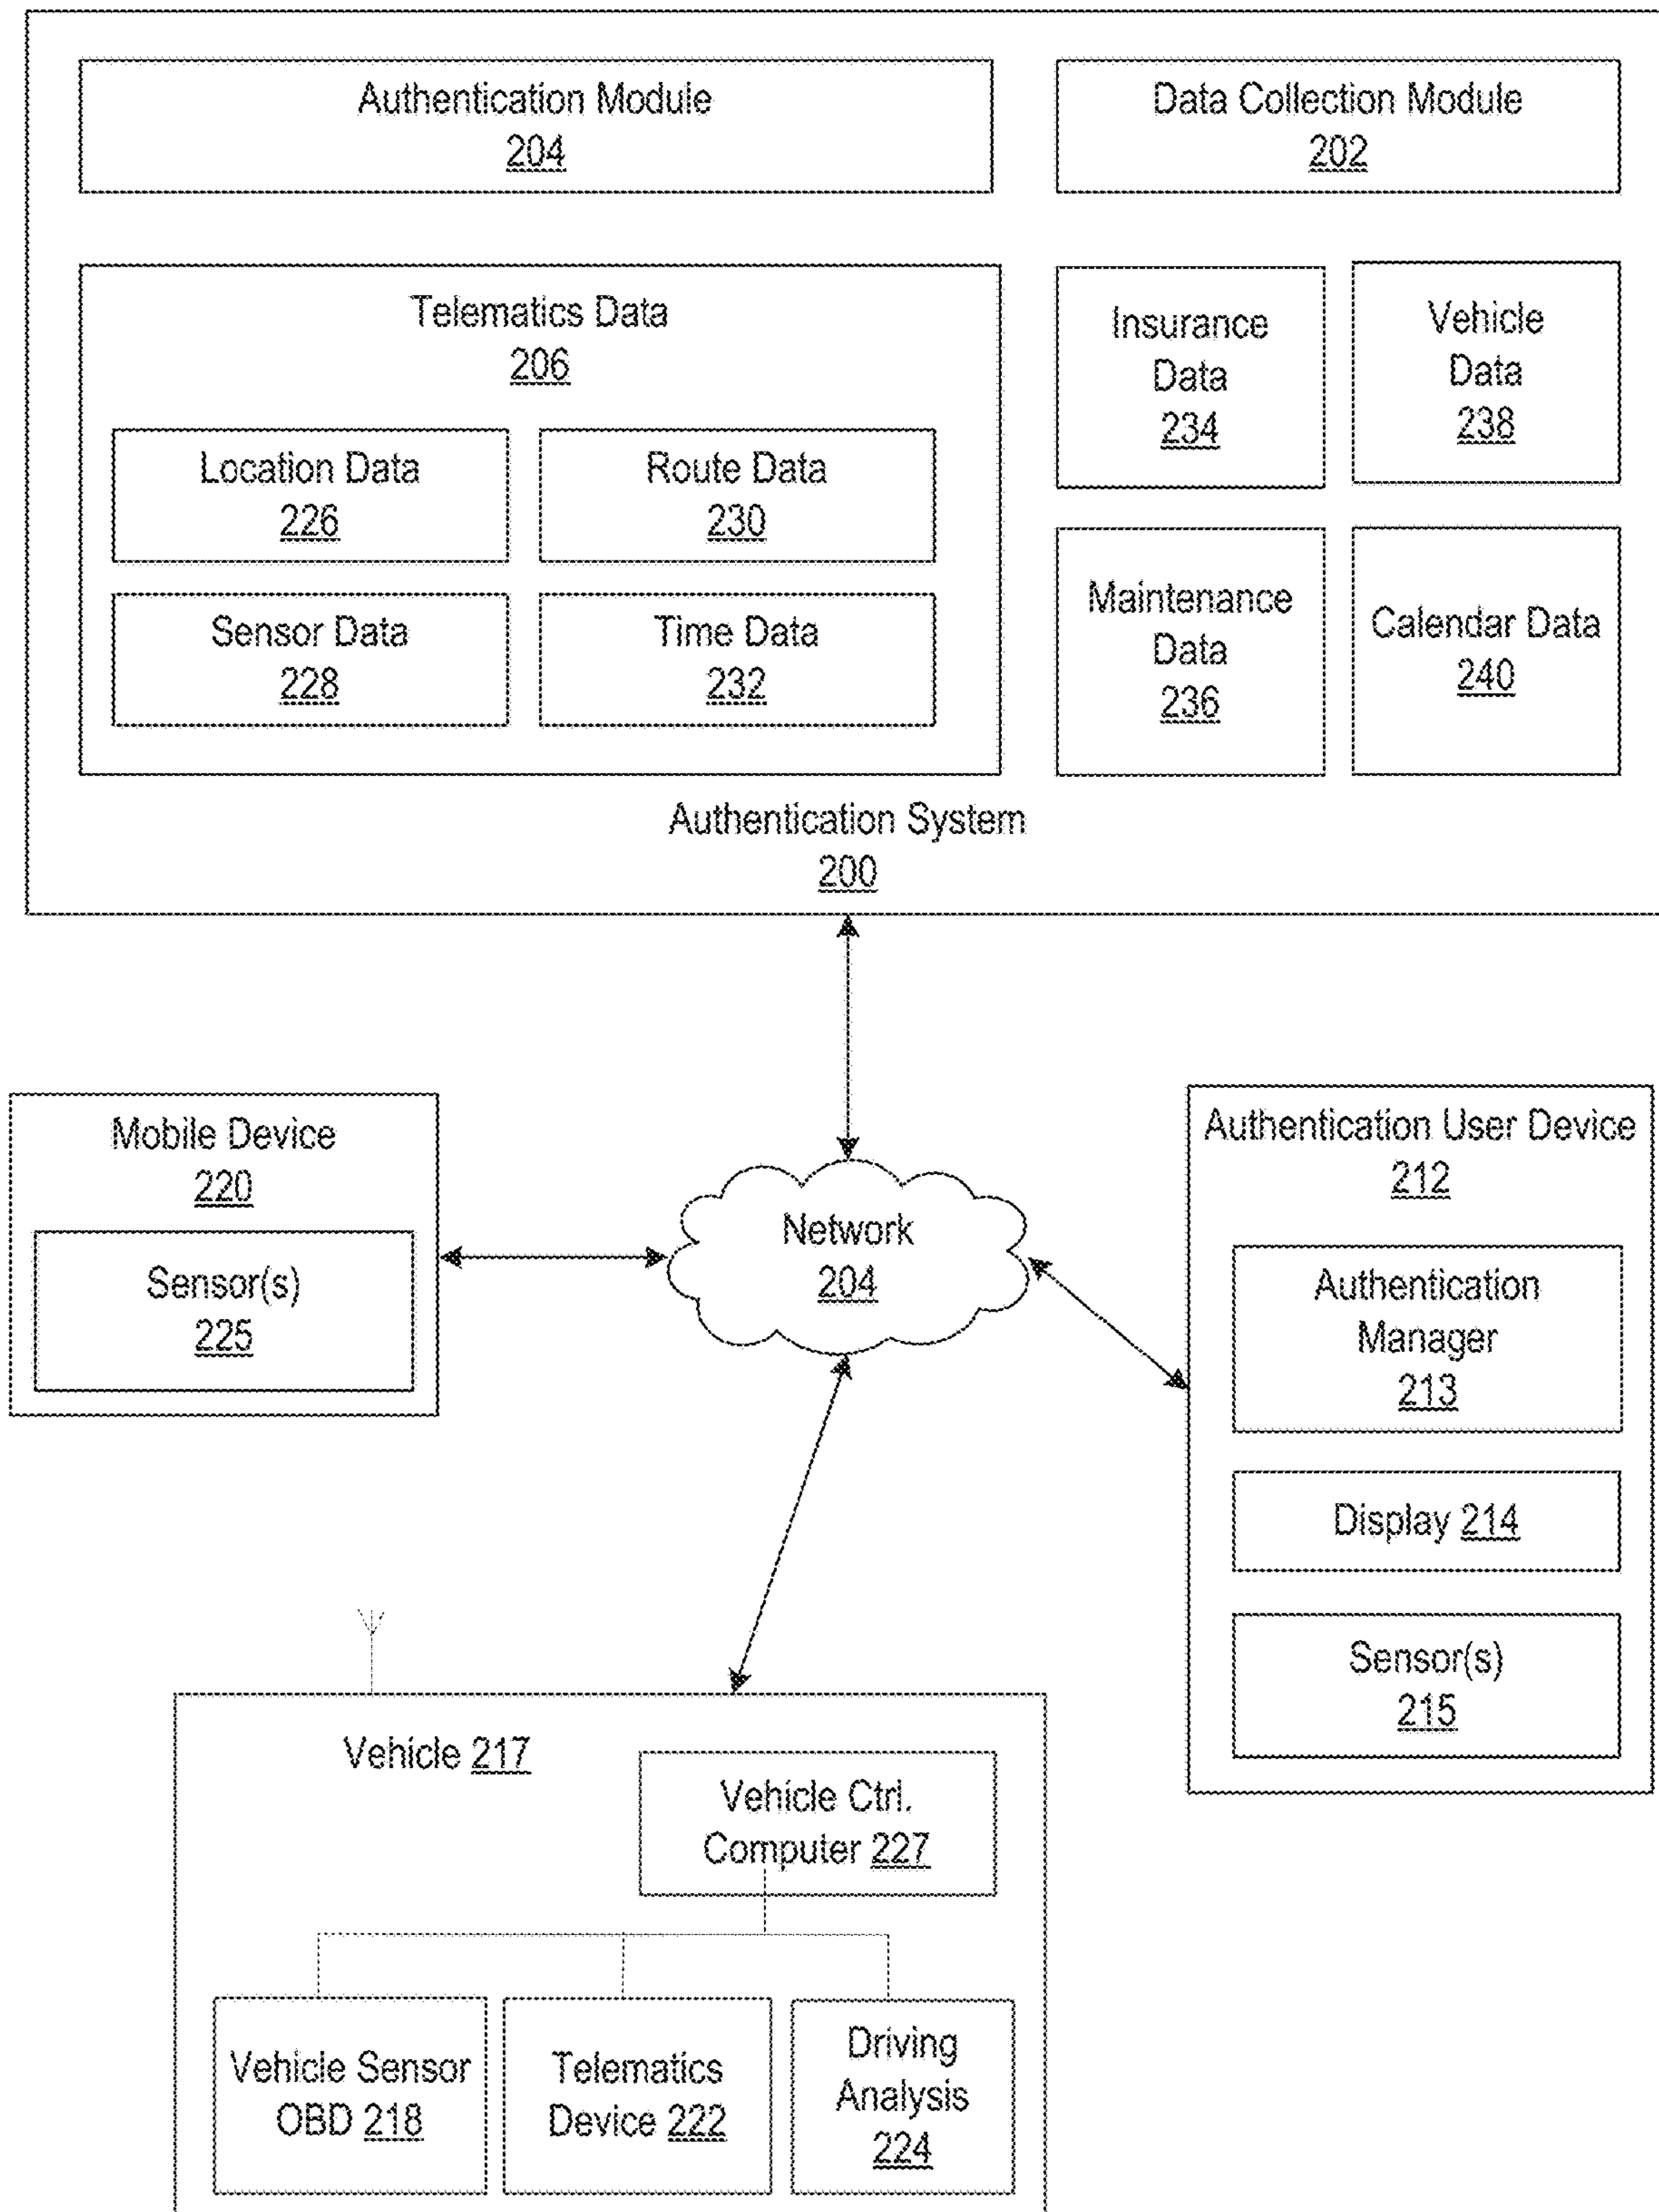 Authentication Module
204
Data Collection Module
202
Telematics Data
206
Location Data
226
Route Data
230
Sensor Data
228
Time Data
232
Insurance
Data
234
Vehicle
Data
238
Maintenance
Data
236
Calendar Data
240
Authentication System
200
Mobile Device
220
Sensor(s)
225
Network
204
Authentication User Device
212
Authentication
Manager
213
Display 214
Sensor(s)
215
Vehicle 217
Vehicle Ctrl.
Computer 227
Vehicle Sensor
OBD 218
Telematics
Device 222
Driving
Analysis
224